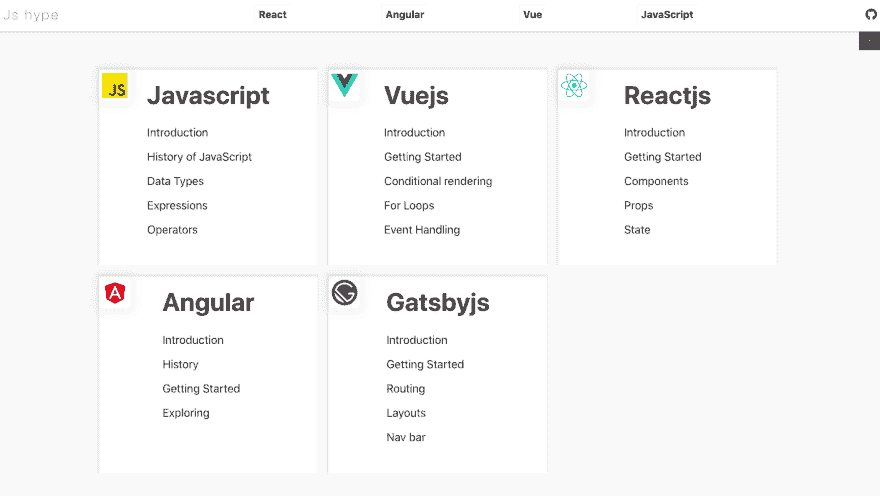 Js hype
React
Angular
Vue
JavaScript
JS
Javascript
Introduction
History of JavaScript
Data Types
Expressions
Operators
Vuejs
Introduction
Getting Started
Conditional rendering
For Loops
Event Handling
Reactjs
Introduction
Getting Started
Components
Props
State
A
Angular
Introduction
History
Getting Started
Exploring
Gatsbyjs
Introduction
Getting Started
Routing
Layouts
Nav bar